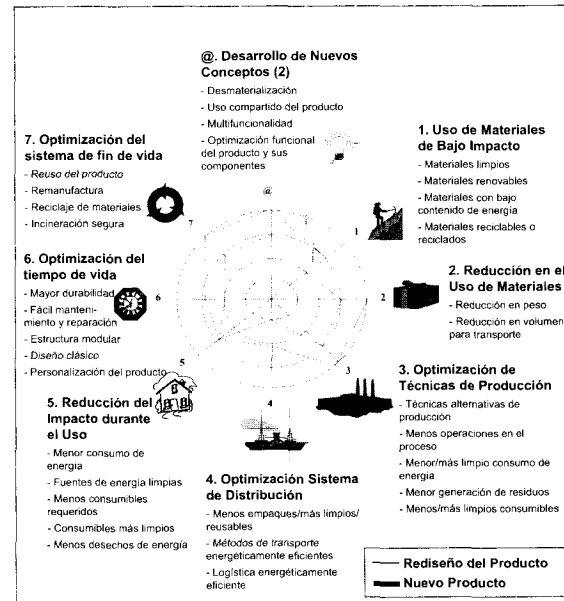 @. Desarrollo de Nuevos
Conceptos (2)
- Desmaterialización
- Uso compartido del producto
- Multifuncionalidad
- Optimización funcional
del producto y sus
componentes
@
1. Uso de Materiales
de Bajo Impacto
- Materiales limpios
- Materiales renovables
- Materiales con bajo
contenido de energía
- Materiales reciclables o
reciclados
1
2. Reducción en el
Uso de Materiales
- Reducción en peso
- Reducción en volumen
para transporte
2
3. Optimización de
Técnicas de Producción
- Técnicas alternativas de
producción
- Menos operaciones en el
proceso
- Menor/más limpio consumo de
energía
- Menor generación de residuos
- Menos/más limpios consumibles
3
4
4. Optimización Sistema
de Distribución
- Menos empaques/más limpios/
reusables
- Métodos de transporte
energéticamente eficientes
- Logística energéticamente
eficiente
5
5. Reducción del
Impacto durante
el Uso
- Menor consumo de
energía
- Fuentes de energía limpias
- Menos consumibles
requeridos
- Consumibles más limpios
- Menos desechos de energía
6. Optimización del
tiempo de vida
- Mayor durabilidad
- Fácil manteni-
miento y reparación
- Estructura modular
- Diseño clásico
- Personalización del producto
6
7. Optimización del
sistema de fin de vida
- Reuso del producto
- Remanufactura
- Reciclaje de materiales
- Incineración segura
7
Rediseño del Producto
Nuevo Producto